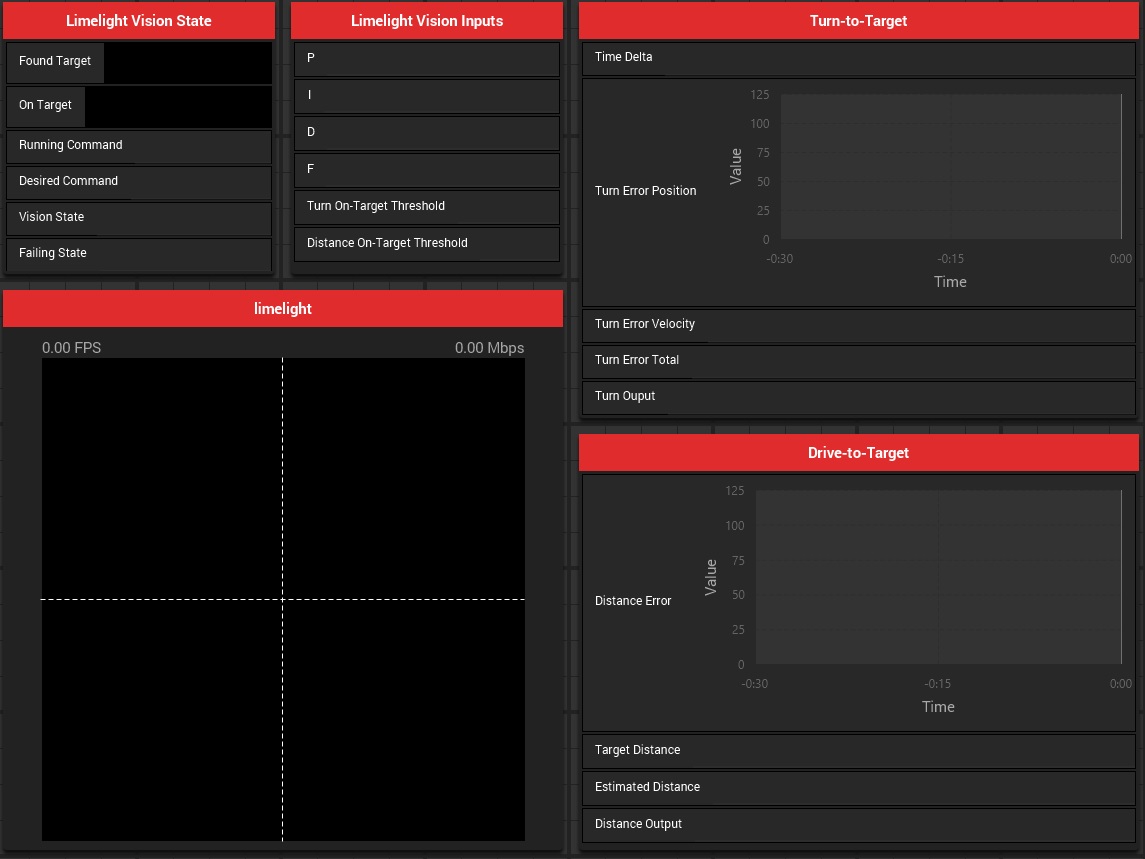 Limelight Vision State
Found Target
On Target
Running Command
Desired Command
Vision State
Failing State
Limelight Vision Inputs
P
I
D
F
Turn On-Target Threshold
Distance On-Target Threshold
limelight
0.00 FPS
0.00 Mbps
Turn-to-Target
Time Delta
Turn Error Position
Value
125
100
75
50
25
0
-0:30
-0:15
0:00
Time
Turn Error Velocity
Turn Error Total
Turn Ouput
Drive-to-Target
Distance Error
Value
125
100
75
50
25
0
-0:30
-0:15
0:00
Time
Target Distance
Estimated Distance
Distance Output